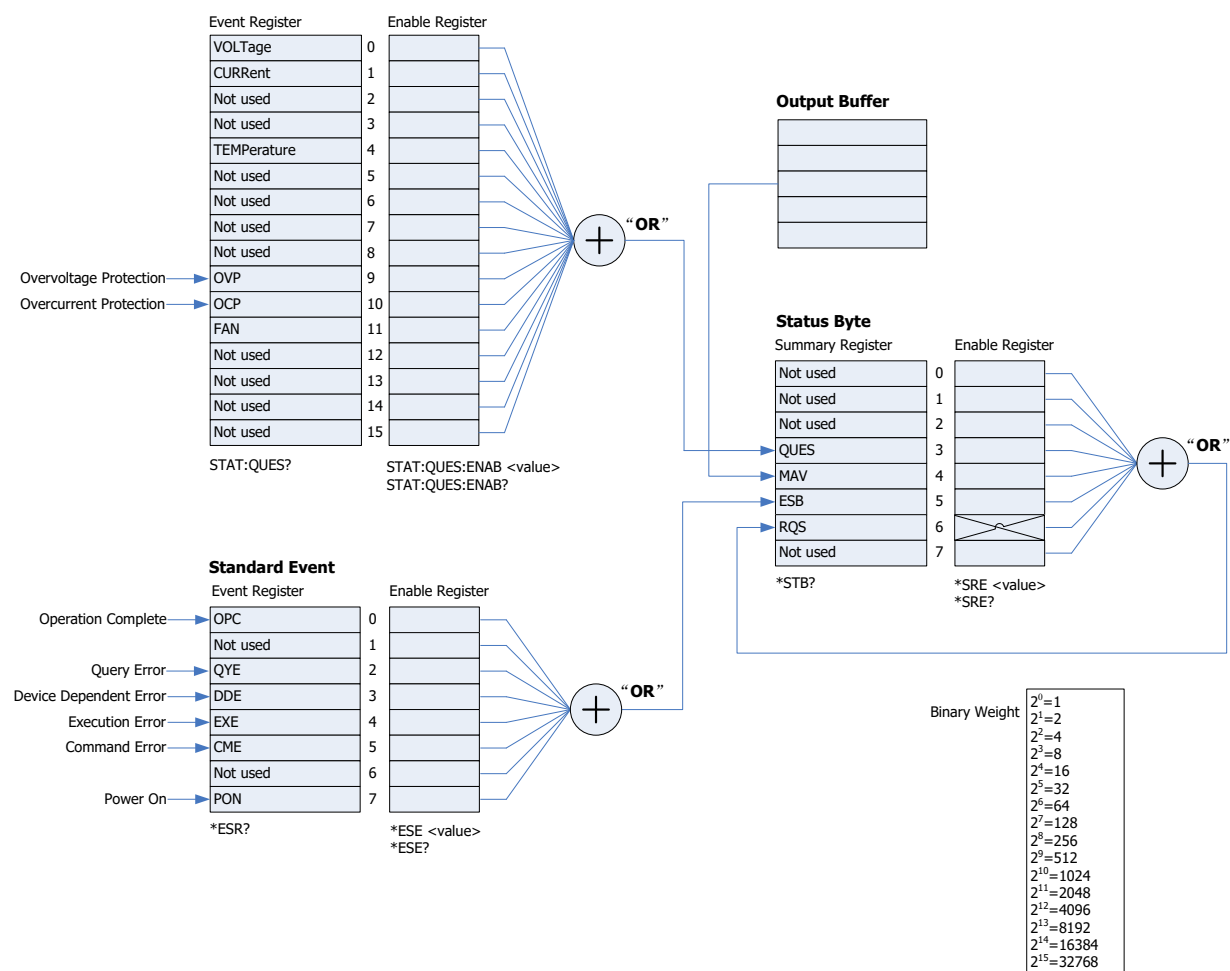 Event Register
Enable Register
VOLTage 0
CURRent 1
Not used 2
Not used 3
TEMPerature 4
Not used 5
Not used 6
Not used 7
Not used 8
Overvoltage Protection OVP 9
Overcurrent Protection OCP 10
FAN 11
Not used 12
Not used 13
Not used 14
Not used 15
STAT:QUES?
STAT:QUES:ENAB <value>
STAT:QUES:ENAB?
+
“OR”
Output Buffer
Status Byte
Summary Register
Enable Register
Not used 0
Not used 1
Not used 2
QUES 3
MAV 4
ESB 5
RQS 6
Not used 7
*STB?
*SRE <value>
*SRE?
+
“OR”
Standard Event
Event Register
Enable Register
Operation Complete OPC 0
Not used 1
Query Error QYE 2
Device Dependent Error DDE 3
Execution Error EXE 4
Command Error CME 5
Not used 6
Power On PON 7
*ESR?
*ESE <value>
*ESE?
+
“OR”
Binary Weight
2⁰=1
2¹=2
2²=4
2³=8
2⁴=16
2⁵=32
2⁶=64
2⁷=128
2⁸=256
2⁹=512
2¹⁰=1024
2¹¹=2048
2¹²=4096
2¹³=8192
2¹⁴=16384
2¹⁵=32768